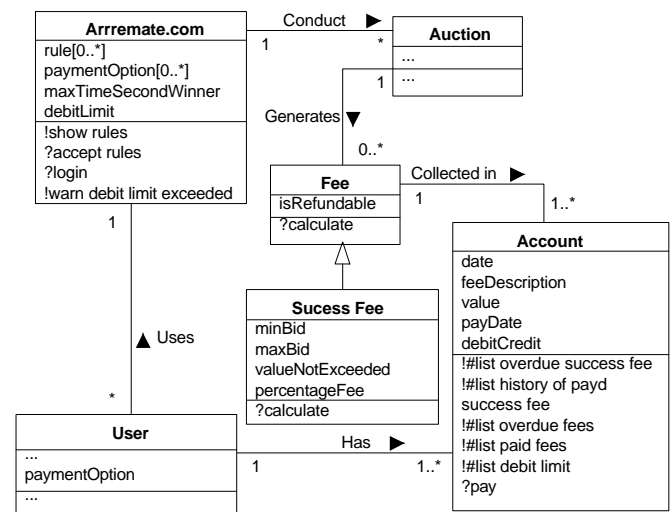 Arrremate.com
rule[0..*]
paymentOption[0..*]
maxTimeSecondWinner
debitLimit
!show rules
?accept rules
?login
!warn debit limit exceeded
Conduct
1
*
Auction
...
...
1
Generates
0..*
Fee
isRefundable
?calculate
Collected in
1
1..*
Account
date
feeDescription
value
payDate
debitCredit
!#list overdue success fee
!#list history of payd
success fee
!#list overdue fees
!#list paid fees
!#list debit limit
?pay
Sucess Fee
minBid
maxBid
valueNotExceeded
percentageFee
?calculate
1
Uses
*
User
...
paymentOption
...
Has
1
1..*